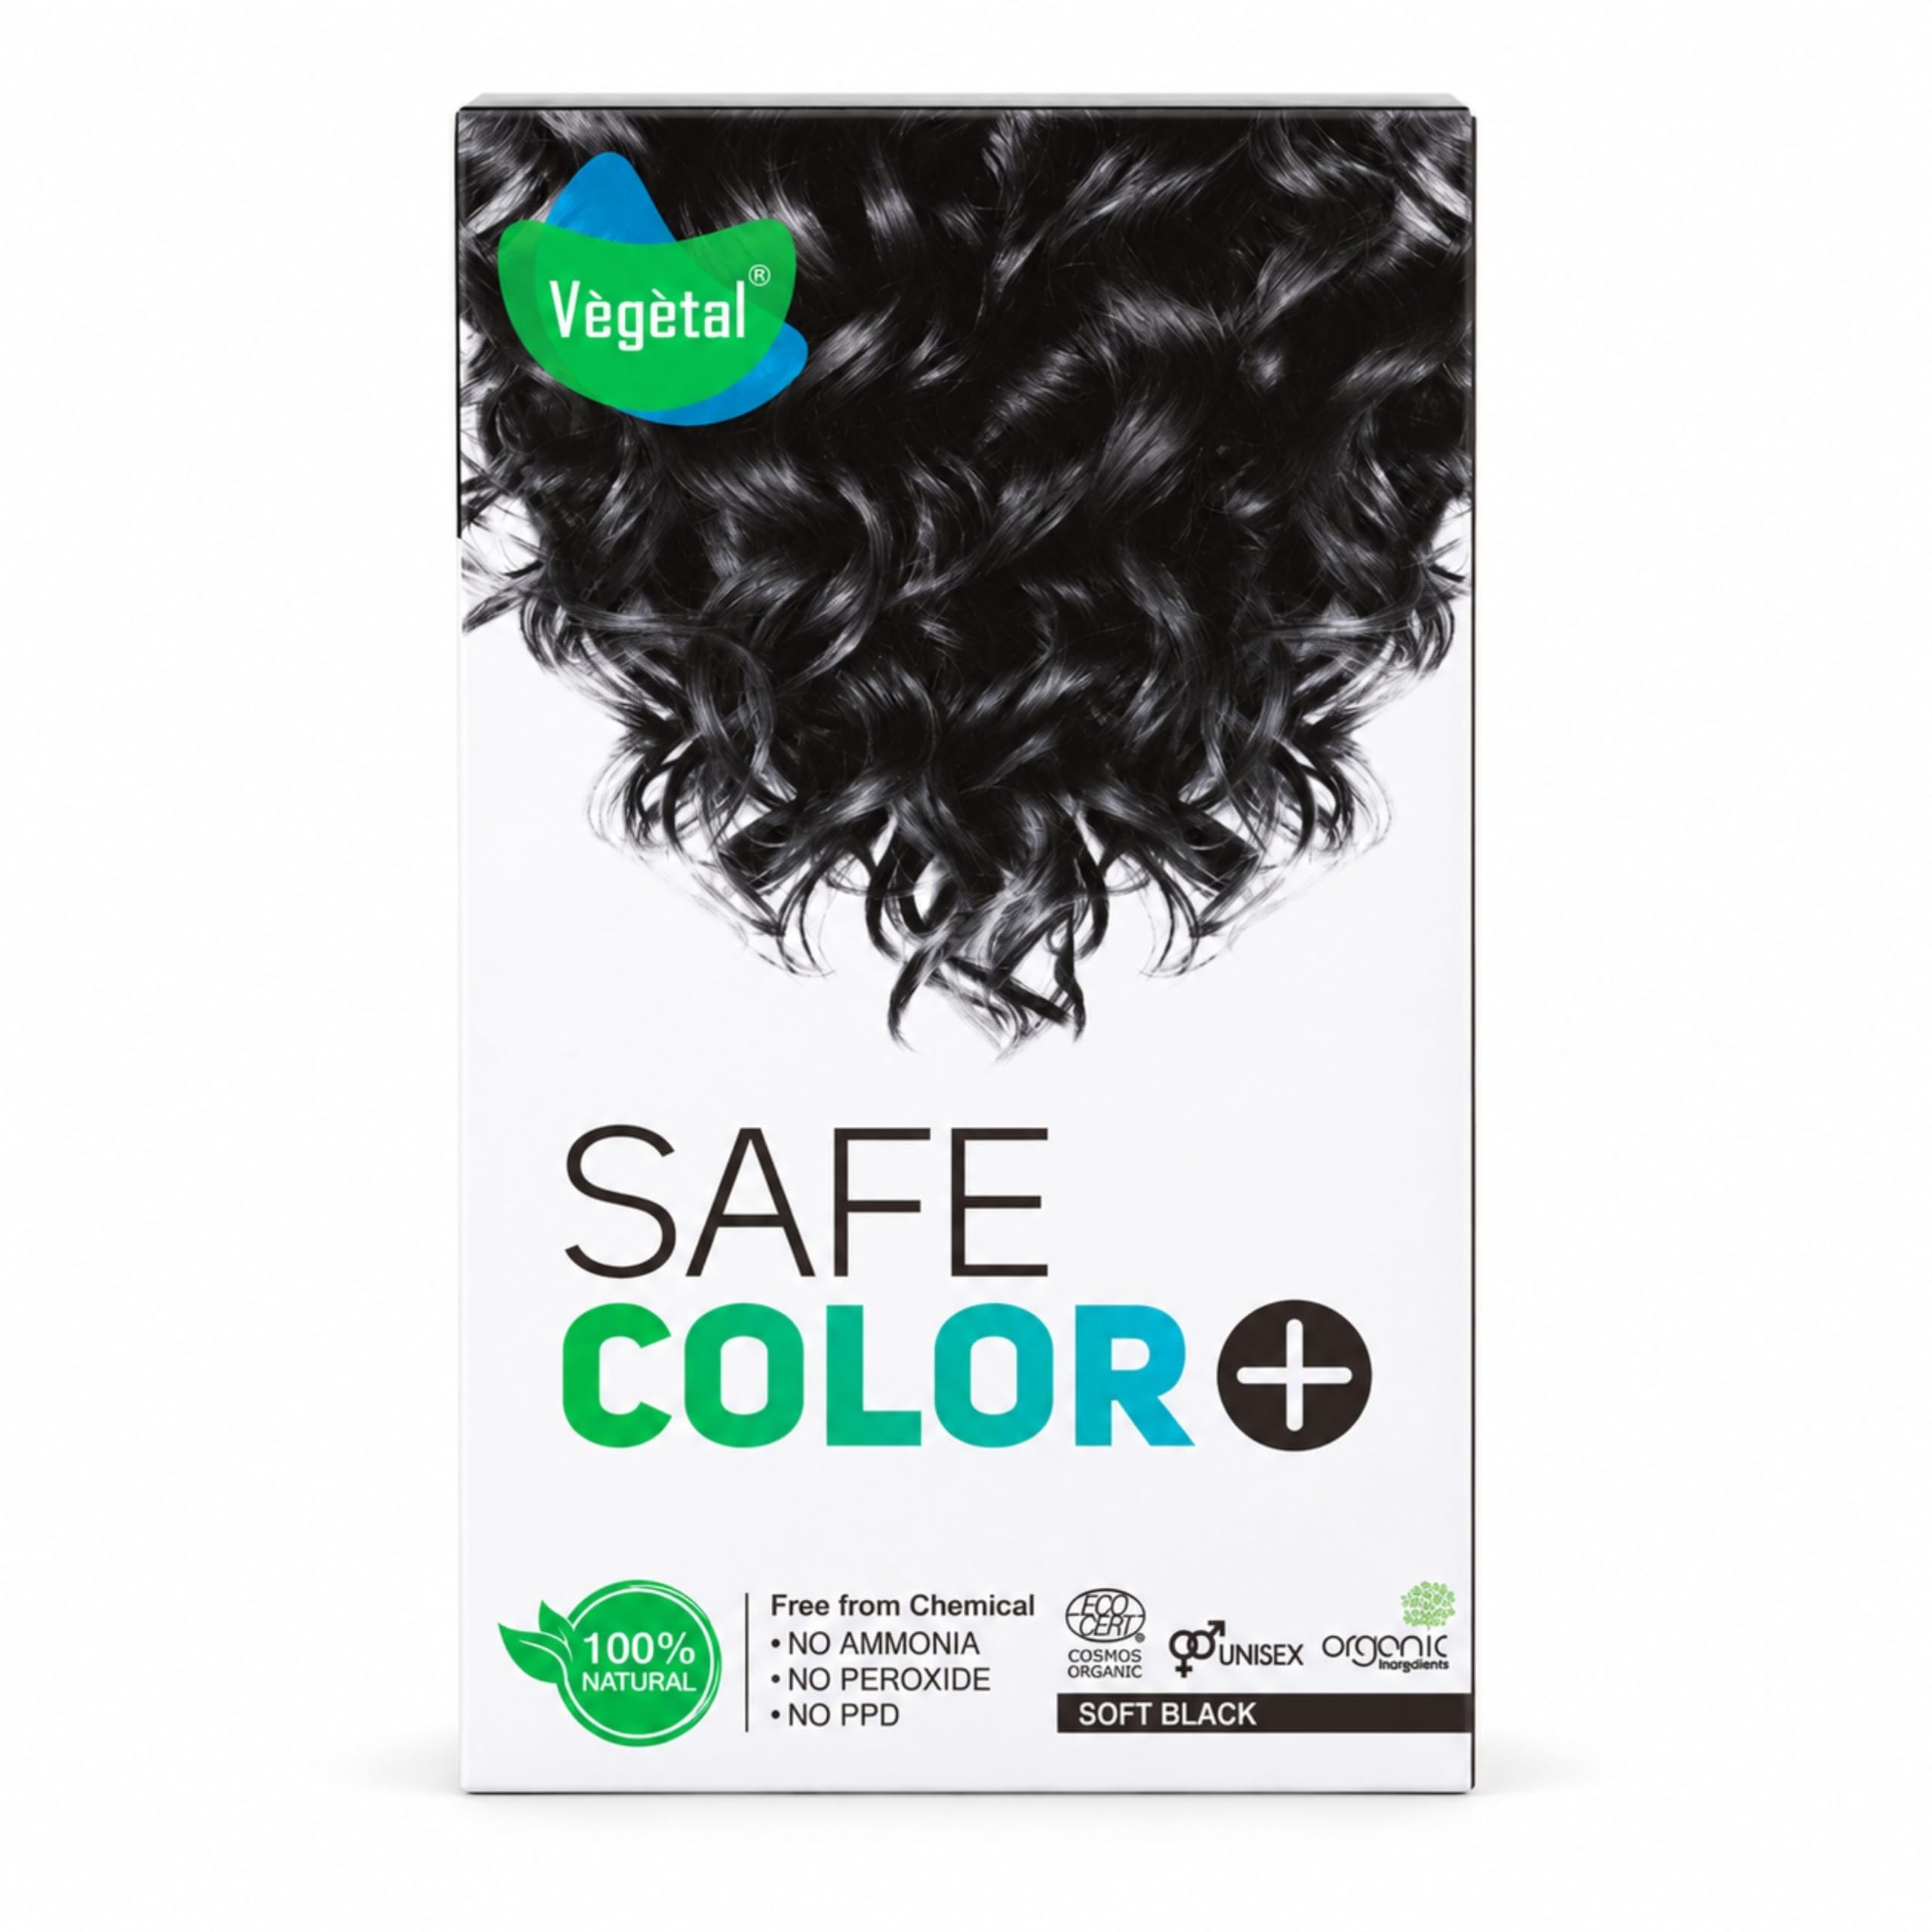 Vègètal®
SAFE
COLOR+
100%
NATURAL
Free from Chemical
• NO AMMONIA
• NO PEROXIDE
• NO PPD
ECO
CERT®
COSMOS
ORGANIC
UNISEX
organic
Inargdients
SOFT BLACK